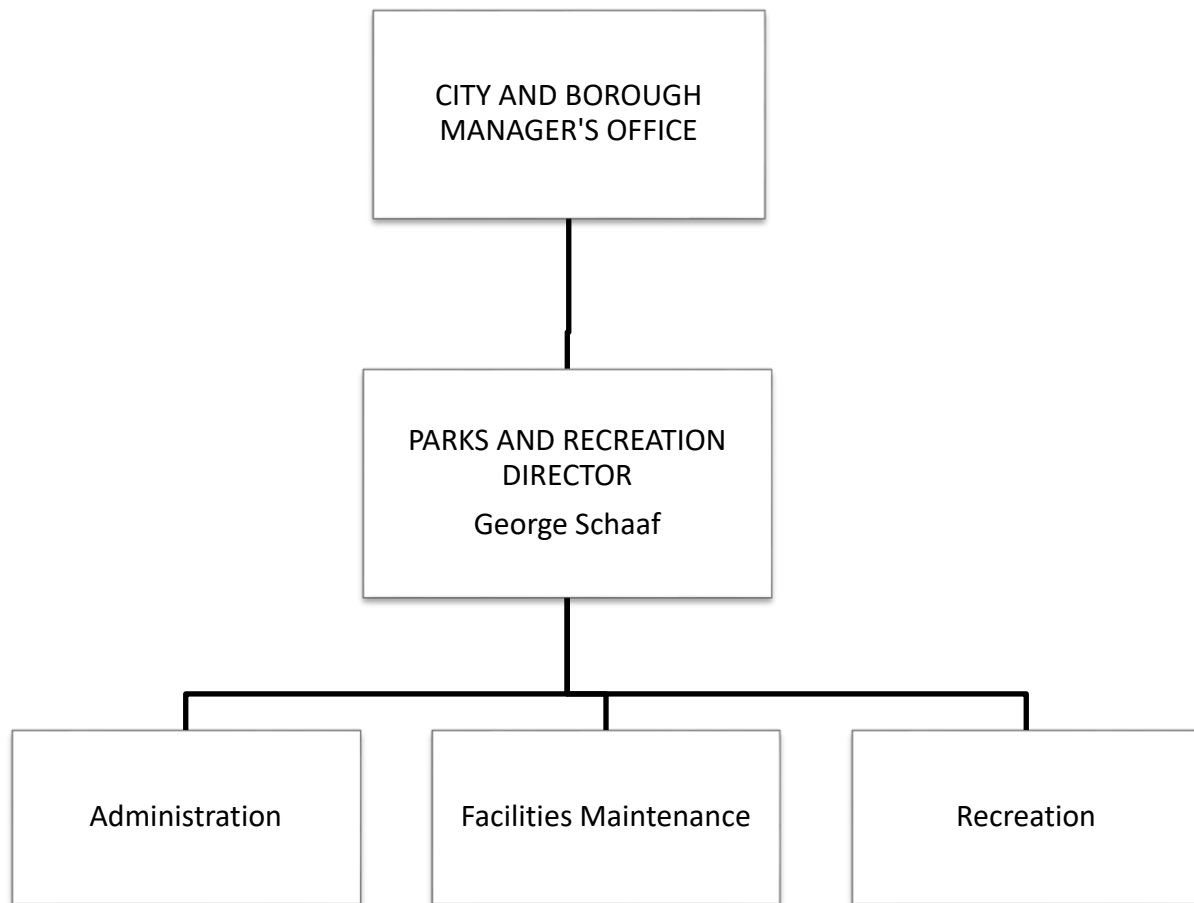 CITY AND BOROUGH
MANAGER'S OFFICE
PARKS AND RECREATION
DIRECTOR
George Schaaf
Administration
Facilities Maintenance
Recreation